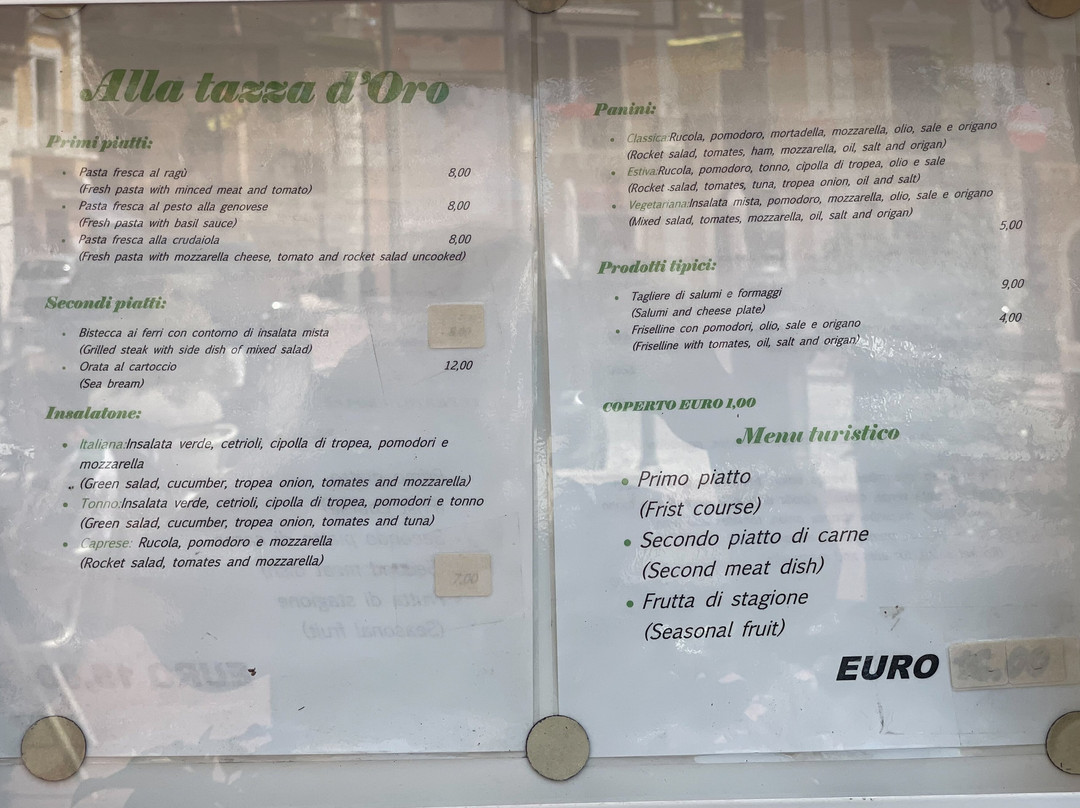 Alla tazza d'Oro
Primi piatti:
Pasta fresca al ragù 8,00
(Fresh pasta with minced meat and tomato)
Pasta fresca al pesto alla genovese 8,00
(Fresh pasta with basil sauce)
Pasta fresca alla crudaiola 8,00
(Fresh pasta with mozzarella cheese, tomato and rocket salad uncooked)
Secondi piatti:
Bistecca ai ferri con contorno di insalata mista
(Grilled steak with side dish of mixed salad)
Orata al cartoccio 12,00
(Sea bream)
Insalatone:
Italiana:Insalata verde, cetrioli, cipolla di tropea, pomodori e
mozzarella
(Green salad, cucumber, tropea onion, tomatoes and mozzarella)
Tonno:Insalata verde, cetrioli, cipolla di tropea, pomodori e tonno
(Green salad, cucumber, tropea onion, tomatoes and tuna)
Caprese: Rucola, pomodoro e mozzarella
(Rocket salad, tomates and mozzarella)
7,00
Panini:
Classica:Rucola, pomodoro, mortadella, mozzarella, olio, sale e origano
(Rocket salad, tomates, ham, mozzarella, oil, salt and origan)
Estiva:Rucola, pomodoro, tonno, cipolla di tropea, olio e sale
(Rocket salad, tomates, tuna, tropea onion, oil and salt)
Vegetariana:Insalata mista, pomodoro, mozzarella, olio, sale e origano
(Mixed salad, tomates, mozzarella, oil, salt and origan)
5,00
Prodotti tipici:
Tagliere di salumi e formaggi 9,00
(Salumi and cheese plate)
Friselline con pomodori, olio, sale e origano 4,00
(Friselline with tomates, oil, salt and origan)
COPERTO EURO 1,00
Menu turistico
Primo piatto
(Frist course)
Secondo piatto di carne
(Second meat dish)
Frutta di stagione
(Seasonal fruit)
EURO